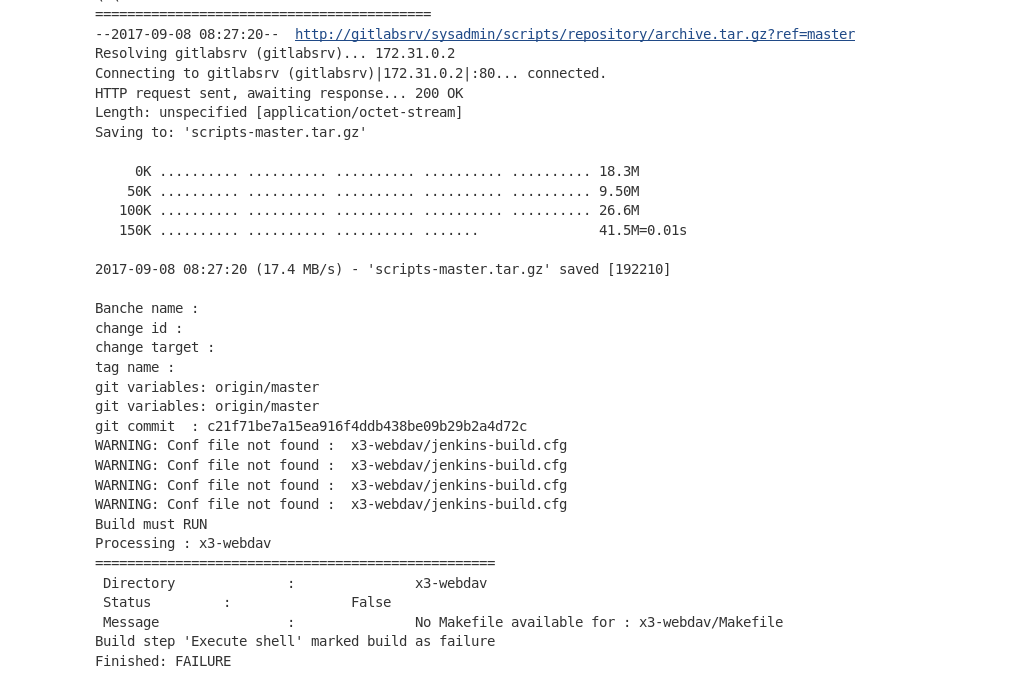 ==========================================
--2017-09-08 08:27:20--  http://gitlabsrv/sysadmin/scripts/repository/archive.tar.gz?ref=master
Resolving gitlabsrv (gitlabsrv)... 172.31.0.2
Connecting to gitlabsrv (gitlabsrv)|172.31.0.2|:80... connected.
HTTP request sent, awaiting response... 200 OK
Length: unspecified [application/octet-stream]
Saving to: 'scripts-master.tar.gz'

     0K .......... .......... .......... .......... .......... 18.3M
    50K .......... .......... .......... .......... .......... 9.50M
   100K .......... .......... .......... .......... .......... 26.6M
   150K .......... .......... .......... .......               41.5M=0.01s

2017-09-08 08:27:20 (17.4 MB/s) - 'scripts-master.tar.gz' saved [192210]

Banche name :
change id :
change target :
tag name :
git variables: origin/master
git variables: origin/master
git commit  : c21f71be7a15ea916f4ddb438be09b29b2a4d72c
WARNING: Conf file not found :  x3-webdav/jenkins-build.cfg
WARNING: Conf file not found :  x3-webdav/jenkins-build.cfg
WARNING: Conf file not found :  x3-webdav/jenkins-build.cfg
WARNING: Conf file not found :  x3-webdav/jenkins-build.cfg
Build must RUN
Processing : x3-webdav
==================================================
 Directory              :               x3-webdav
 Status         :               False
 Message                :               No Makefile available for : x3-webdav/Makefile
Build step 'Execute shell' marked build as failure
Finished: FAILURE